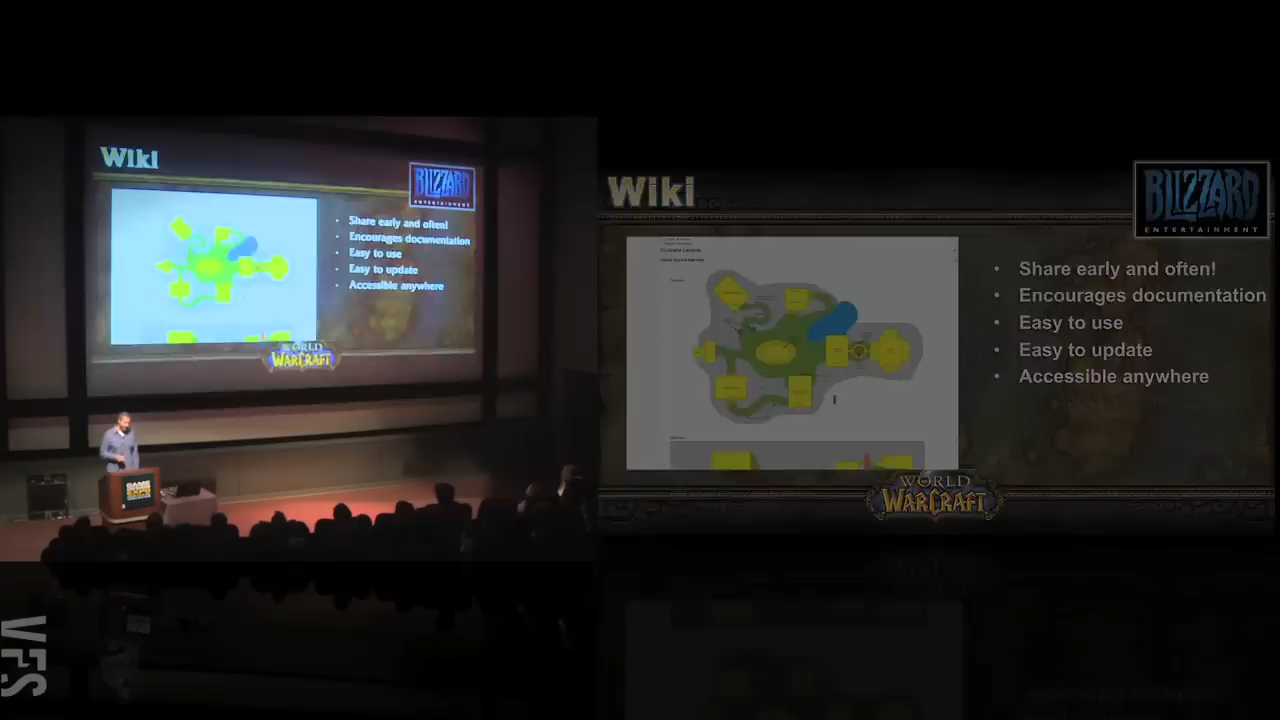 Wiki
BLIZZARD
ENTERTAINMENT
• Share early and often!
• Encourages documentation
• Easy to use
• Easy to update
• Accessible anywhere
WORLD
WARCRAFT
GAME
EXPO
VFS
Wiki
BLIZZARD
ENTERTAINMENT
• Share early and often!
• Encourages documentation
• Easy to use
• Easy to update
• Accessible anywhere
WORLD
WARCRAFT